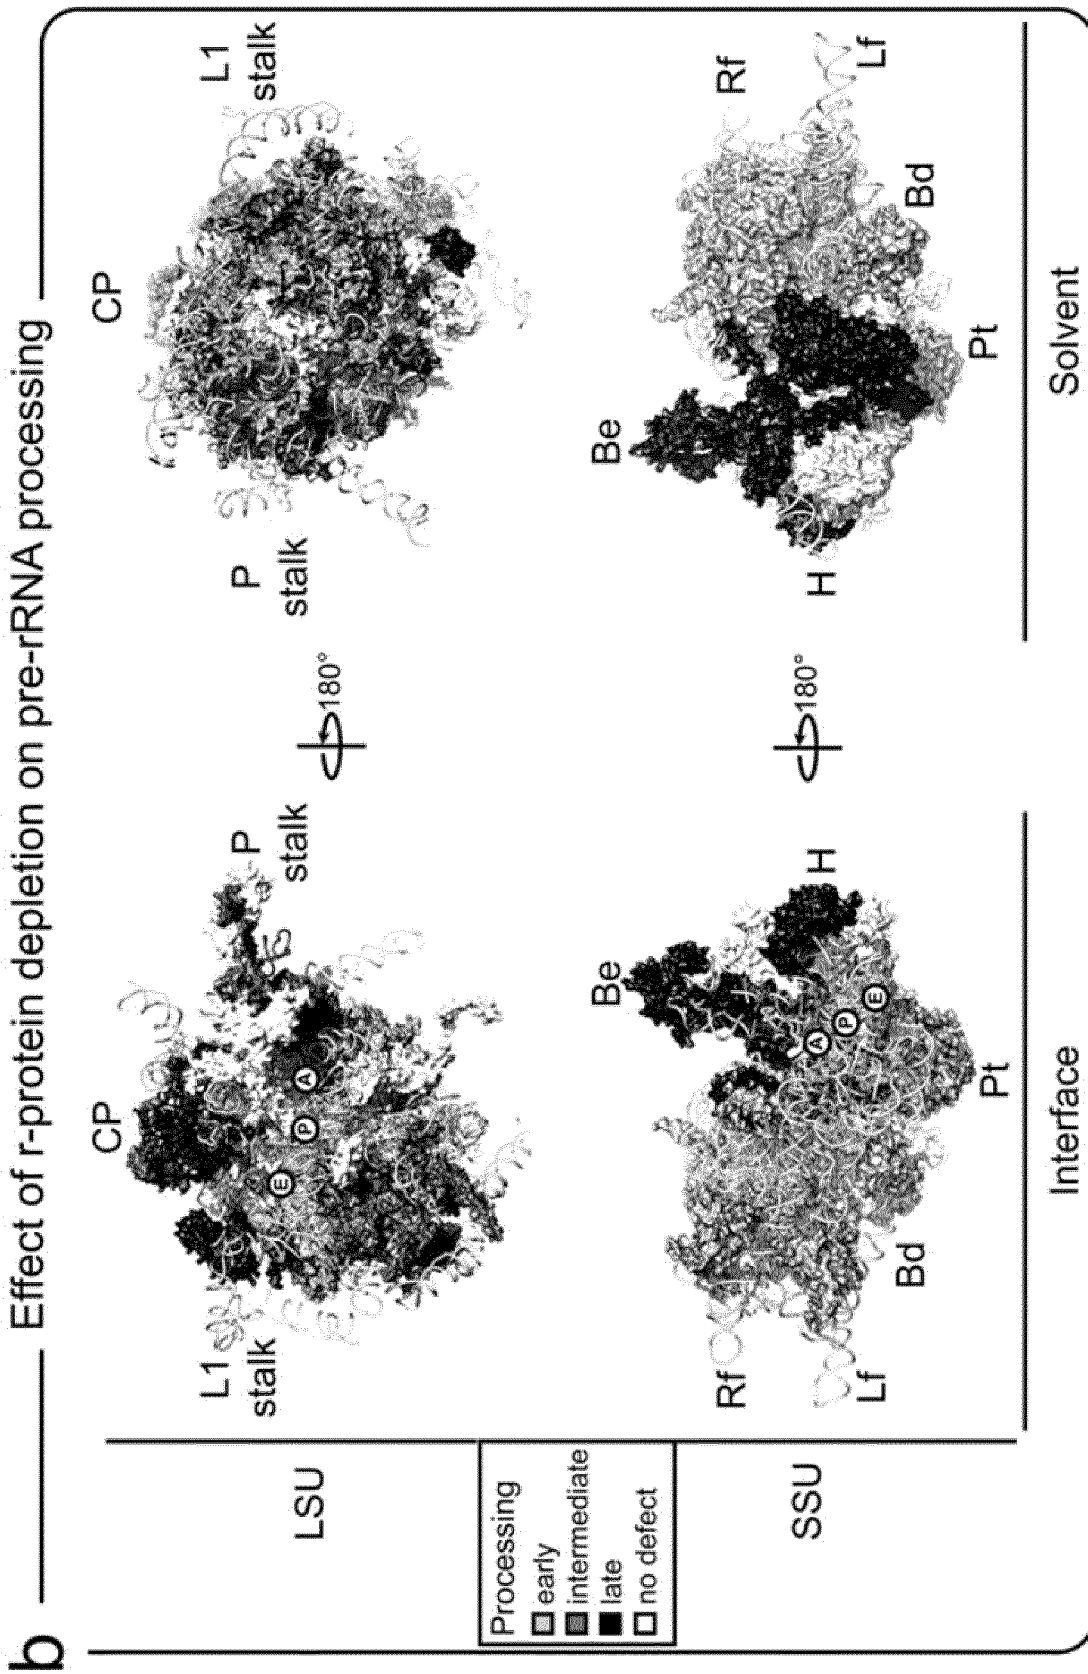 b
Effect of r-protein depletion on pre-rRNA processing
LSU
L1
stalk
CP
P
stalk
E
P
A
180°
P
stalk
CP
L1
stalk
Processing
early
intermediate
late
no defect
SSU
Rf
Lf
Bd
Be
H
Pt
A
P
E
180°
H
Be
Rf
Lf
Bd
Pt
Interface
Solvent